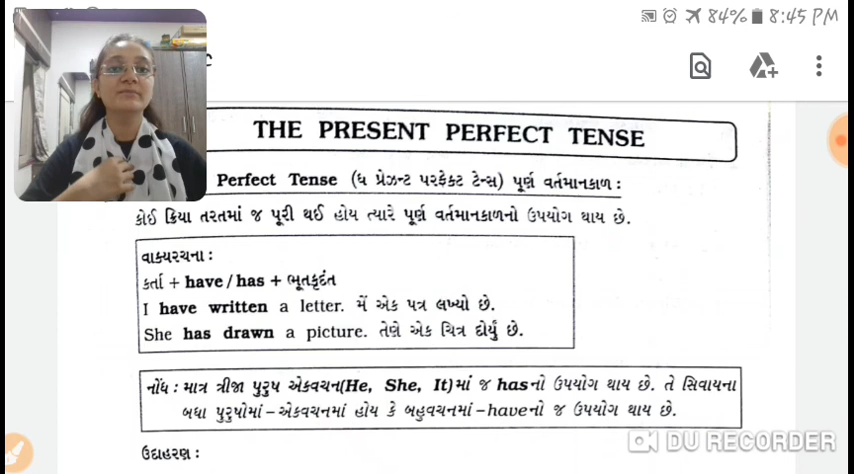 84% 8:45 PM
THE PRESENT PERFECT TENSE
Perfect Tense (ધ પ્રેઝન્ટ પરફેક્ટ ટેન્સ) પૂર્ણ વર્તમાનકાળ :
કોઈ ક્રિયા તરતમાં જ પૂરી થઈ હોય ત્યારે પૂર્ણ વર્તમાનકાળનો ઉપયોગ થાય છે.
વાક્યરચના :
કર્તા + have / has + ભૂતકૃદંત
I have written a letter. મેં એક પત્ર લખ્યો છે.
She has drawn a picture. તેણે એક ચિત્ર દોર્યું છે.
નોંધ : માત્ર ત્રીજા પુરુષ એકવચન(He, She, It)માં જ hasનો ઉપયોગ થાય છે. તે સિવાયના
બધા પુરુષોમાં – એકવચનમાં હોય કે બહુવચનમાં – haveનો જ ઉપયોગ થાય છે.
DU RECORDER
ઉદાહરણ :